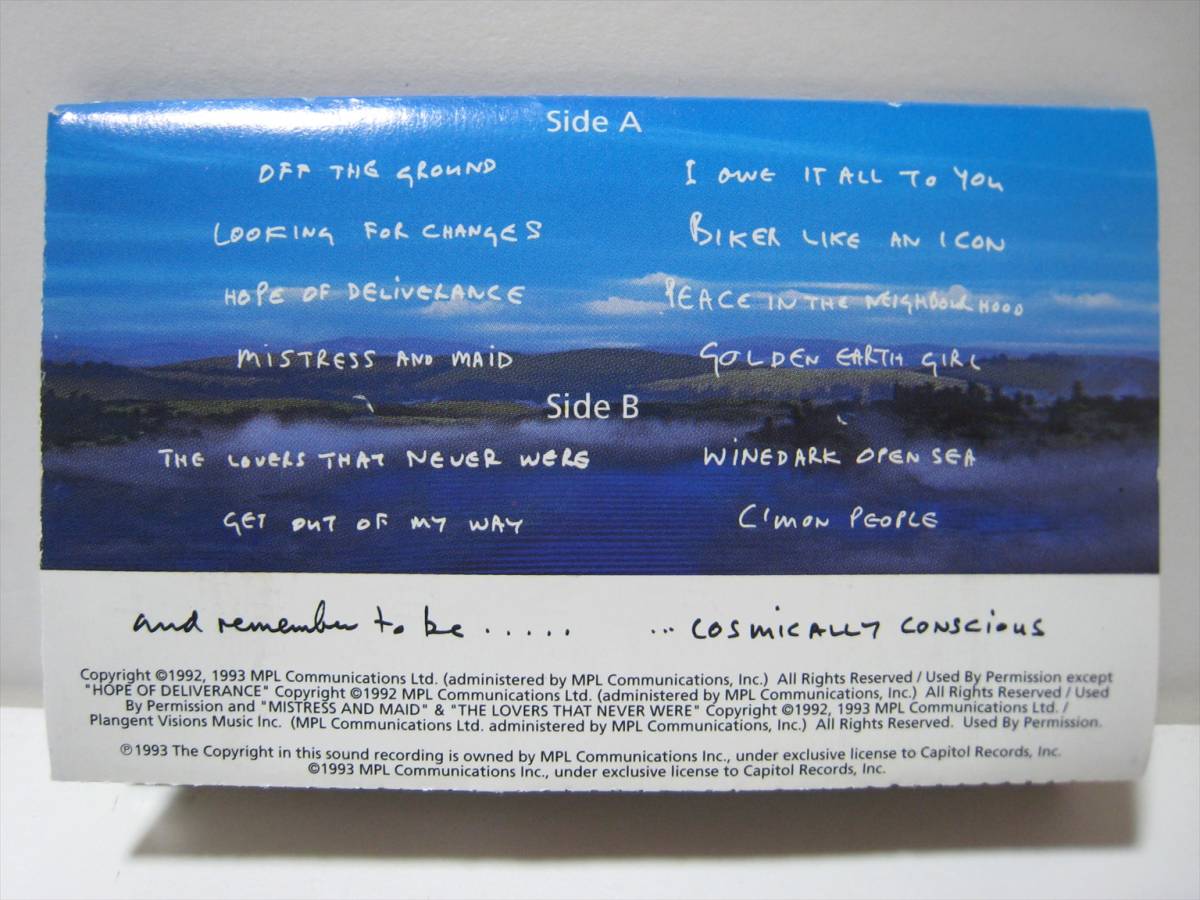 Side A
OFF THE GROUND
LOOKING FOR CHANGES
HOPE OF DELIVERANCE
MISTRESS AND MAID
I OWE IT ALL TO YOU
BIKER LIKE AN ICON
PEACE IN THE NEIGHBOURHOOD
GOLDEN EARTH GIRL
Side B
THE LOVERS THAT NEVER WERE
GET OUT OF MY WAY
WINEDARK OPEN SEA
C'MON PEOPLE
and remember to be ..... ... COSMICALLY CONSCIOUS
Copyright ©1992, 1993 MPL Communications Ltd. (administered by MPL Communications, Inc.) All Rights Reserved / Used By Permission except
"HOPE OF DELIVERANCE" Copyright ©1992 MPL Communications Ltd. (administered by MPL Communications, Inc.) All Rights Reserved / Used
By Permission and "MISTRESS AND MAID" & "THE LOVERS THAT NEVER WERE" Copyright ©1992, 1993 MPL Communications Ltd. /
Plangent Visions Music Inc. (MPL Communications Ltd. administered by MPL Communications, Inc.) All Rights Reserved. Used By Permission.
℗1993 The Copyright in this sound recording is owned by MPL Communications Inc., under exclusive license to Capitol Records, Inc.
©1993 MPL Communications Inc., under exclusive license to Capitol Records, Inc.